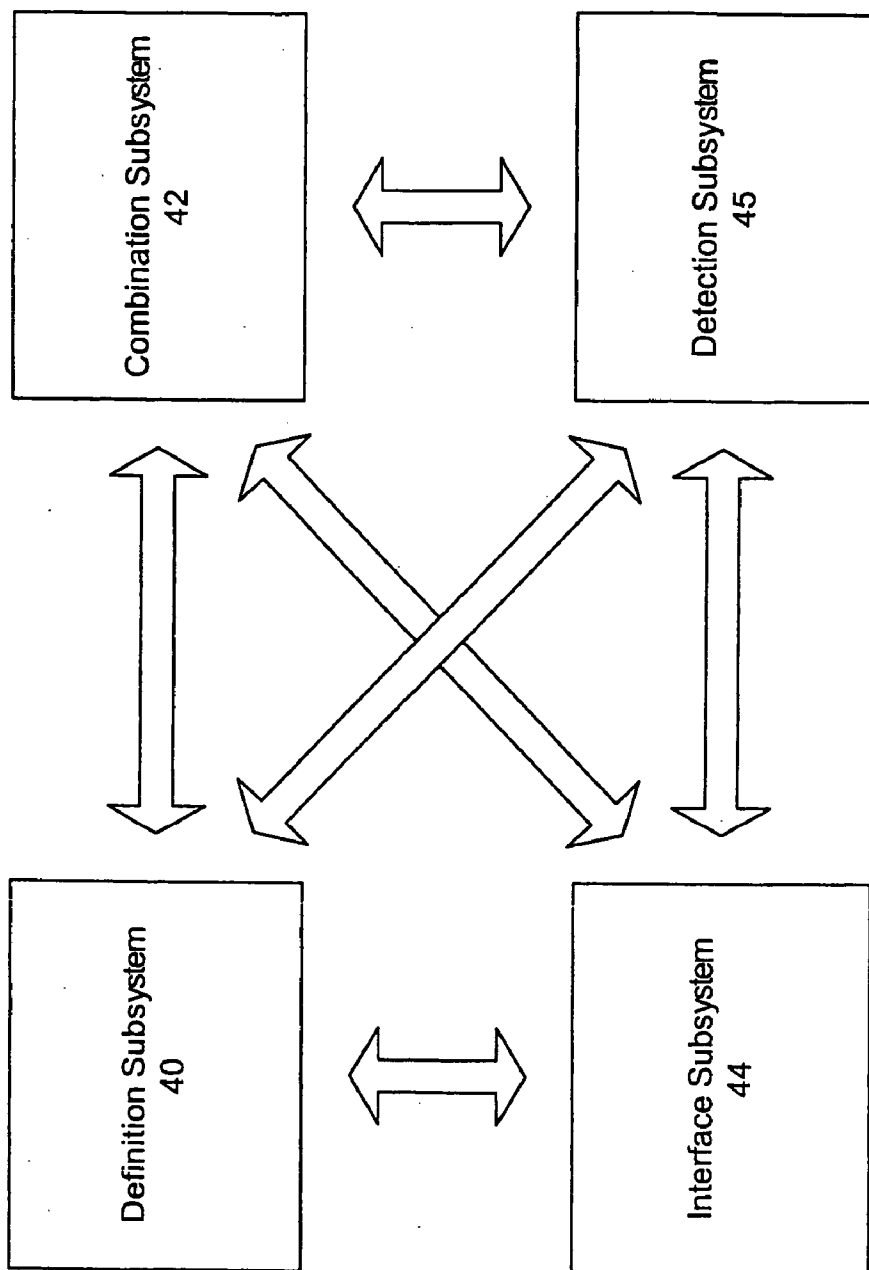 Definition Subsystem
40
Combination Subsystem
42
Interface Subsystem
44
Detection Subsystem
45